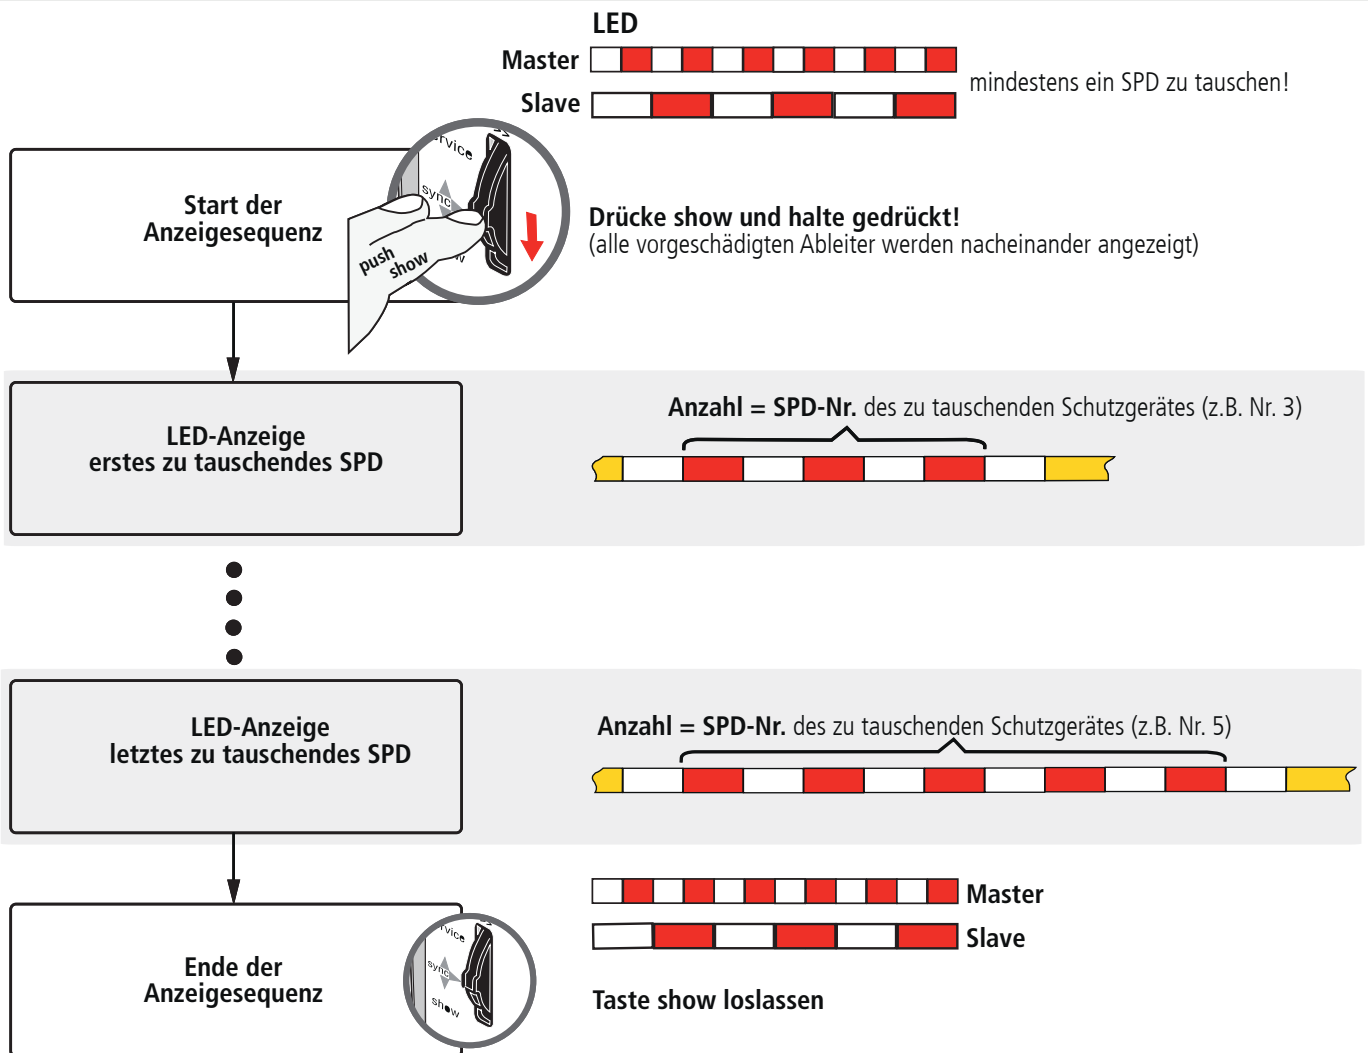 LED
Master
mindestens ein SPD zu tauschen!
Slave
rvice
sync
Start der
Anzeigesequenz
push
show
w
Drücke show und halte gedrückt!
(alle vorgeschädigten Ableiter werden nacheinander angezeigt)
LED-Anzeige
erstes zu tauschendes SPD
Anzahl = SPD-Nr. des zu tauschenden Schutzgerätes (z.B. Nr. 3)
LED-Anzeige
letztes zu tauschendes SPD
Anzahl = SPD-Nr. des zu tauschenden Schutzgerätes (z.B. Nr. 5)
Master
Slave
Ende der
Anzeigesequenz
rvice
sync
show
Taste show loslassen